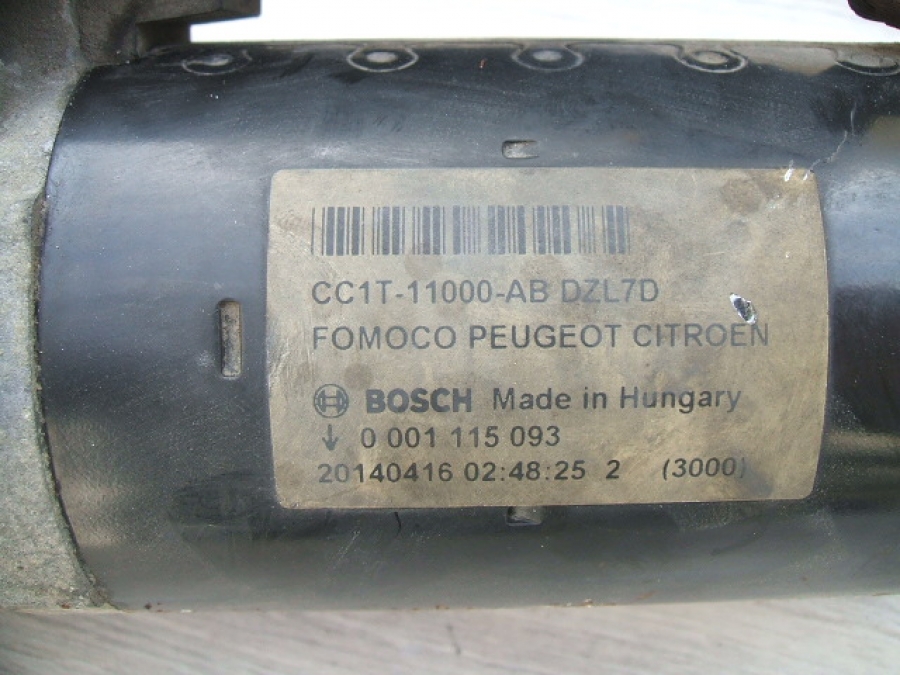 CC1T-11000-AB DZL7D
FOMOCO PEUGEOT CITROEN
BOSCH Made in Hungary
↓ 0 001 115 093
20140416 02:48:25 2 (3000)